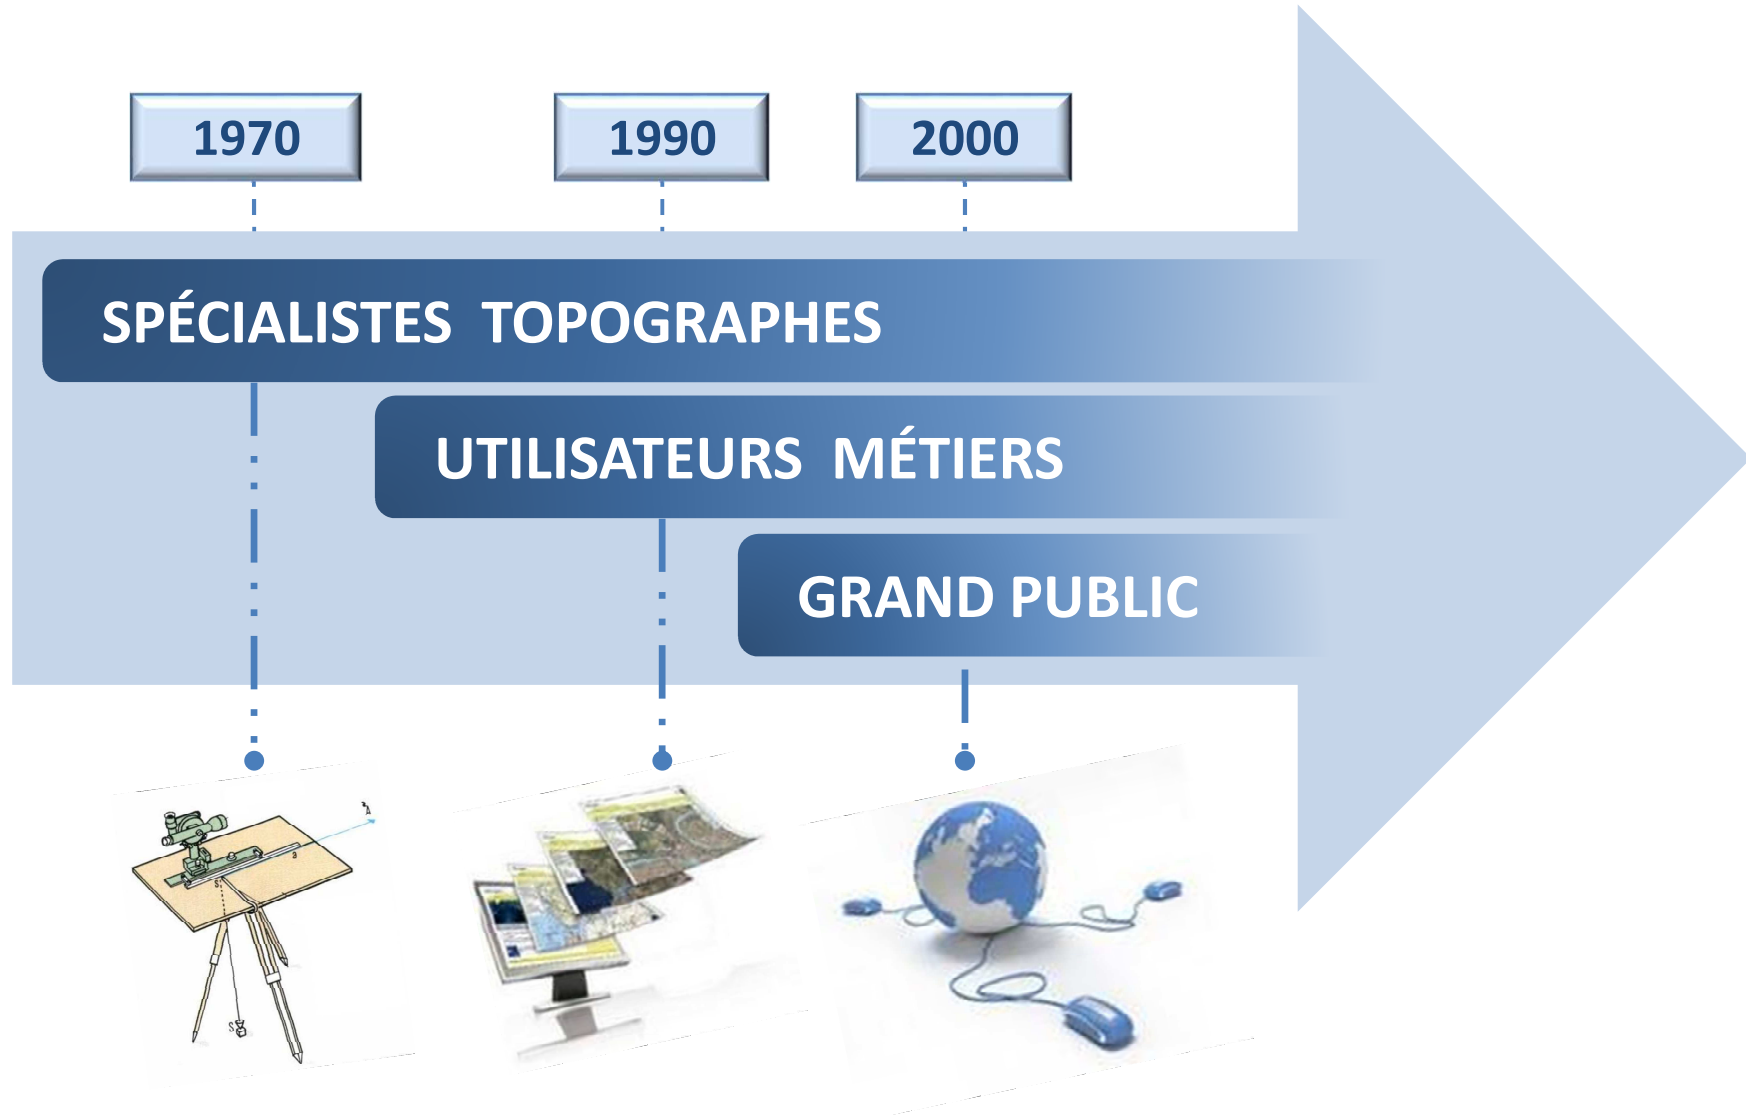 1970
1990
2000
SPÉCIALISTES TOPOGRAPHES
UTILISATEURS MÉTIERS
GRAND PUBLIC